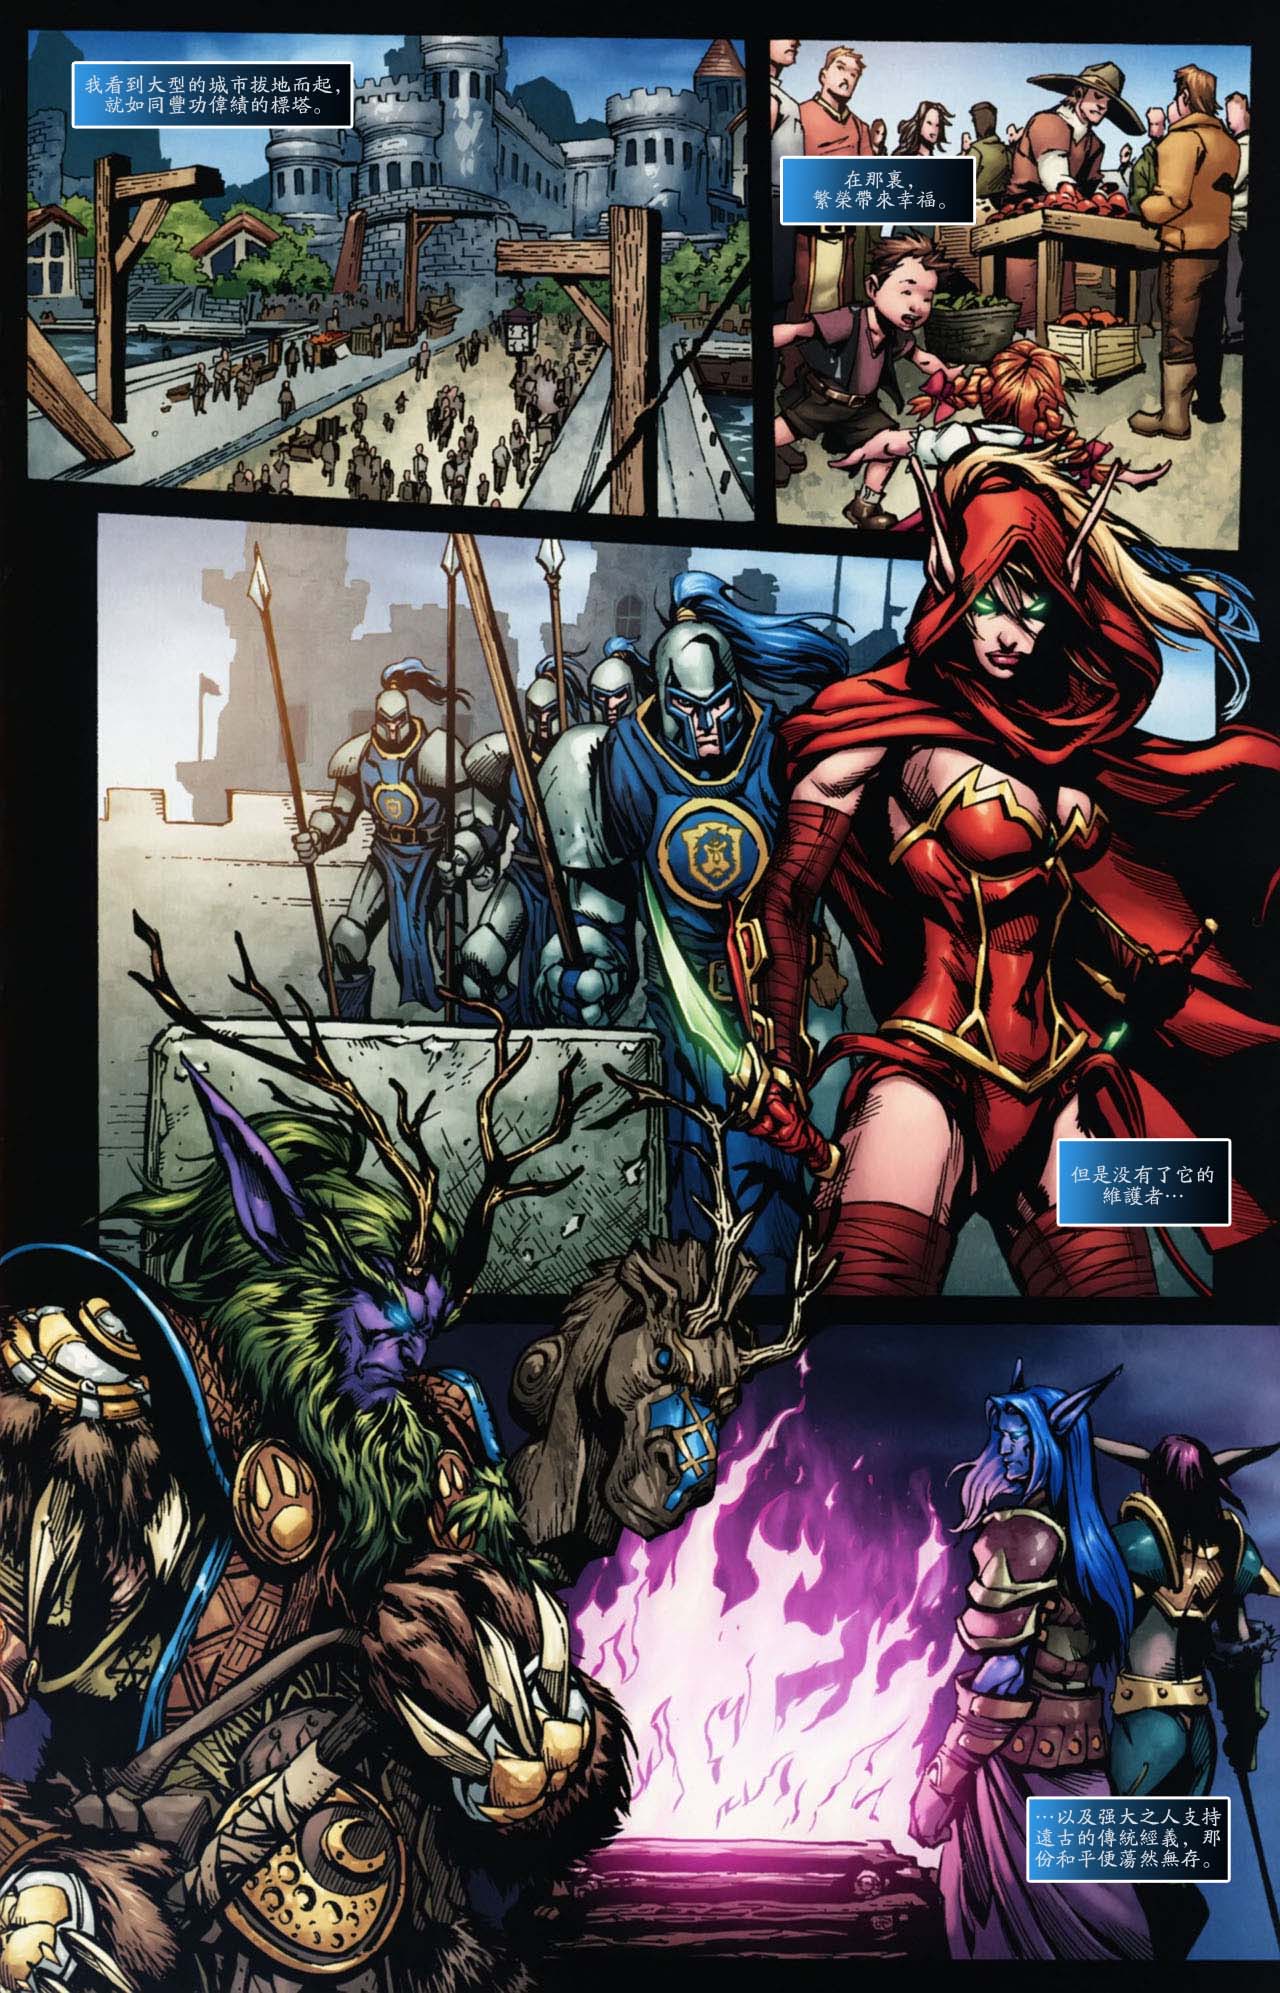 我看到大型的城市拔地而起，
就如同豐功偉績的標塔。
在那裏，
繁榮帶來幸福。
但是没有了它的
維護者…
…以及强大之人支持
遠古的傳統經義，那
份和平便蕩然無存。